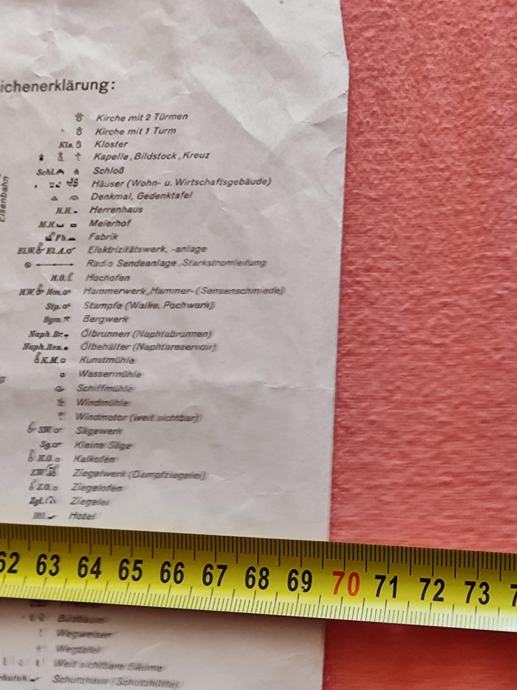 ichenerklärung:
Kirche mit 2 Türmen
Kirche mit 1 Turm
Kls. Kloster
Kapelle, Bildstock, Kreuz
Schl. Schloß
Häuser (Wohn- u. Wirtschaftsgebäude)
Denkmal, Gedenktafel
H.H. Herrenhaus
M.H. Meierhof
Fb. Fabrik
El.W. El.A. Elektrizitätswerk, -anlage
Radio Sendeanlage, Starkstromleitung
H.O. Hochofen
H.W. Hm. Hammerwerk, Hammer- (Sensenschmiede)
Stp. Stampfe (Walke, Pochwerk)
Bgm. Bergwerk
Naph.Br. Ölbrunnen (Naphtabrunnen)
Naph.Res. Ölbehälter (Naphtareservoir)
K.M. Kunstmühle
Wassermühle
Schiffmühle
Windmühle
Windmotor (weit sichtbar)
S.W. Sägewerk
Sg. Kleine Säge
K.O. Kalkofen
Z.W. Ziegelwerk (Dampfziegelei)
Z.O. Ziegelofen
Zgl. Ziegelei
Hotel
Eisenbahn
62 63 64 65 66 67 68 69 70 71 72 73
Bildbaum
Wegweiser
Wegtafel
Weit sichtbare Bäume
Schutzhaus (Schutzhütte)